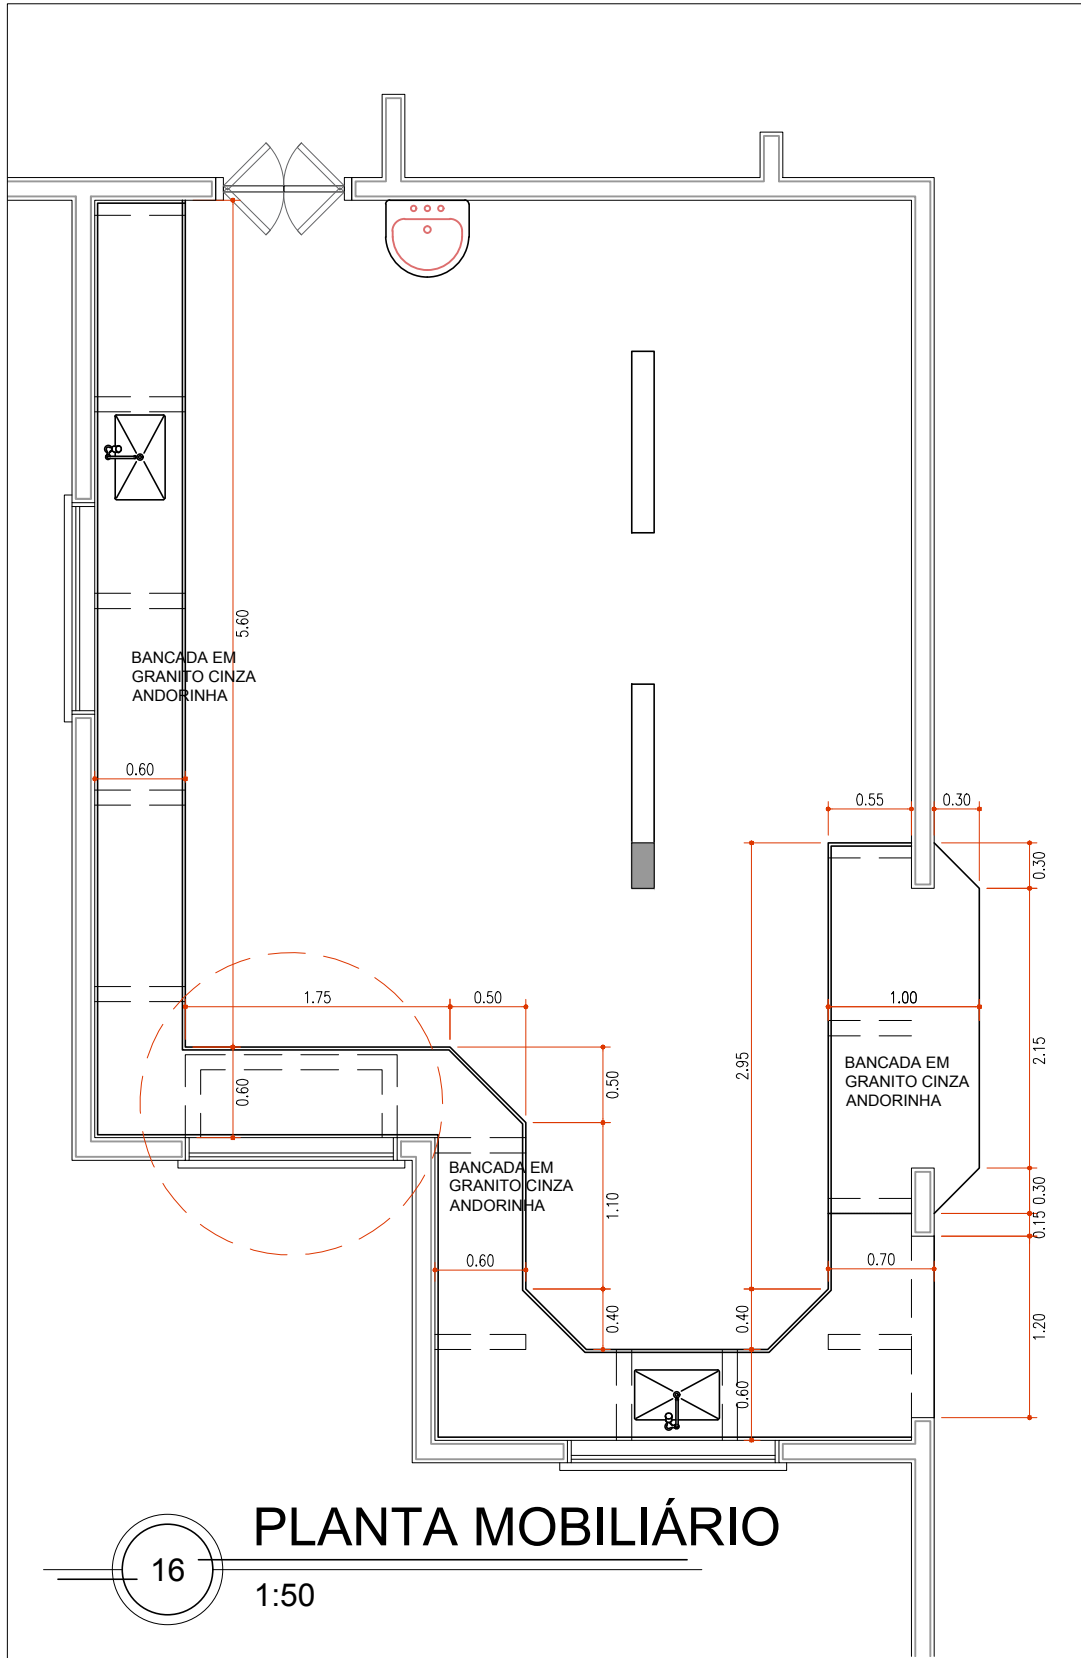 5.60
BANCADA EM
GRANITO CINZA
ANDORINHA
0.60
0.55
0.30
0.30
1.75
0.50
1.00
2.95
2.15
0.60
0.50
BANCADA EM
GRANITO CINZA
ANDORINHA
BANCADA EM
GRANITO CINZA
ANDORINHA
1.10
0.30
0.15
0.60
0.70
0.40
0.40
1.20
0.60
PLANTA MOBILIÁRIO
16
1:50